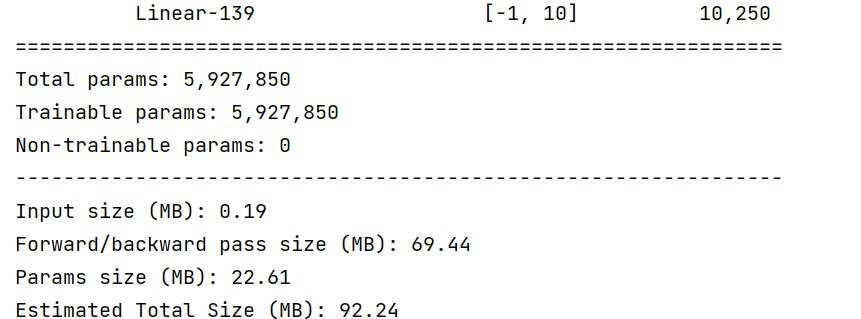 Linear-139 [-1, 10] 10,250
================================================================
Total params: 5,927,850
Trainable params: 5,927,850
Non-trainable params: 0
----------------------------------------------------------------
Input size (MB): 0.19
Forward/backward pass size (MB): 69.44
Params size (MB): 22.61
Estimated Total Size (MB): 92.24